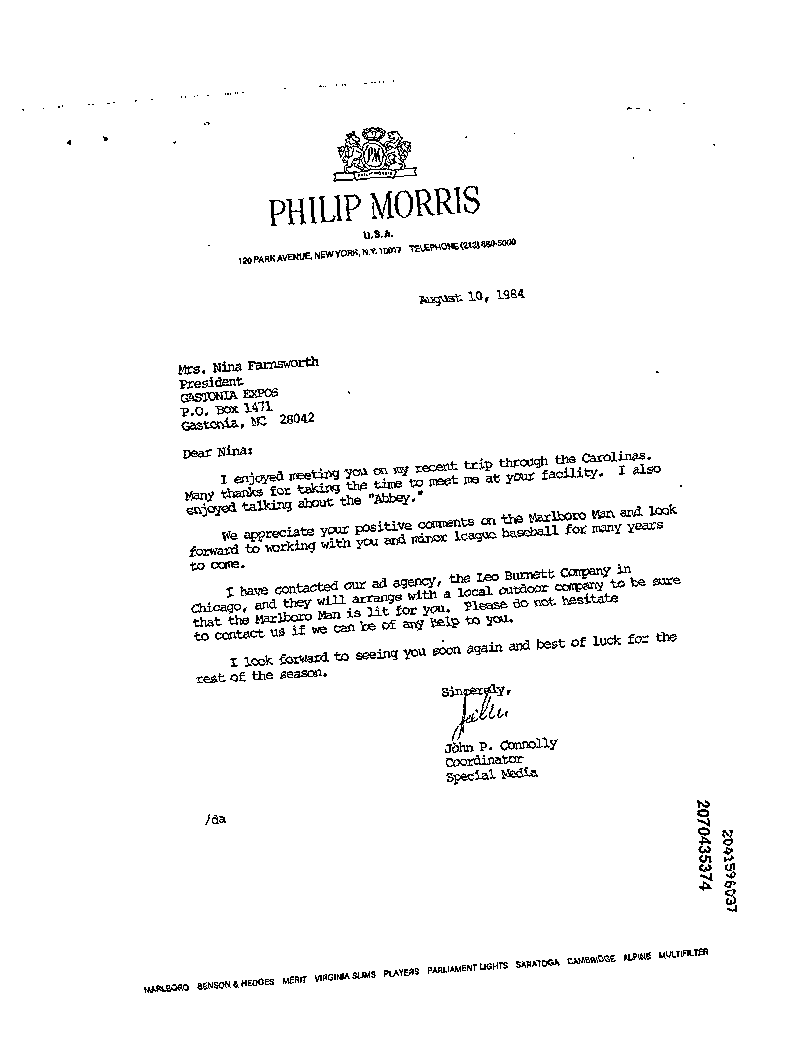 PM
PHILIP MORRIS
U.S.A.
120 PARK AVENUE, NEW YORK, N.Y. 10017 TELEPHONE (212) 880-5000
August 10, 1984
Mrs. Nina Farnsworth
President
GASTONIA EXPOS
P.O. Box 1471
Gastonia, NC 28042
Dear Nina:
I enjoyed meeting you on my recent trip through the Carolinas.
Many thanks for taking the time to meet me at your facility. I also
enjoyed talking about the "Abbey."
We appreciate your positive comments on the Marlboro Man and look
forward to working with you and minor league baseball for many years
to come.
I have contacted our ad agency, the Leo Burnett Company in
Chicago, and they will arrange with a local outdoor company to be sure
that the Marlboro Man is lit for you. Please do not hesitate
to contact us if we can be of any help to you.
I look forward to seeing you soon again and best of luck for the
rest of the season.
Sincerely,
John P. Connolly
Coordinator
Special Media
/da
2070435374
2041596037
MARLBORO BENSON & HEDGES MERIT VIRGINIA SLIMS PLAYERS PARLIAMENT LIGHTS SARATOGA CAMBRIDGE ALPINE MULTIFILTER